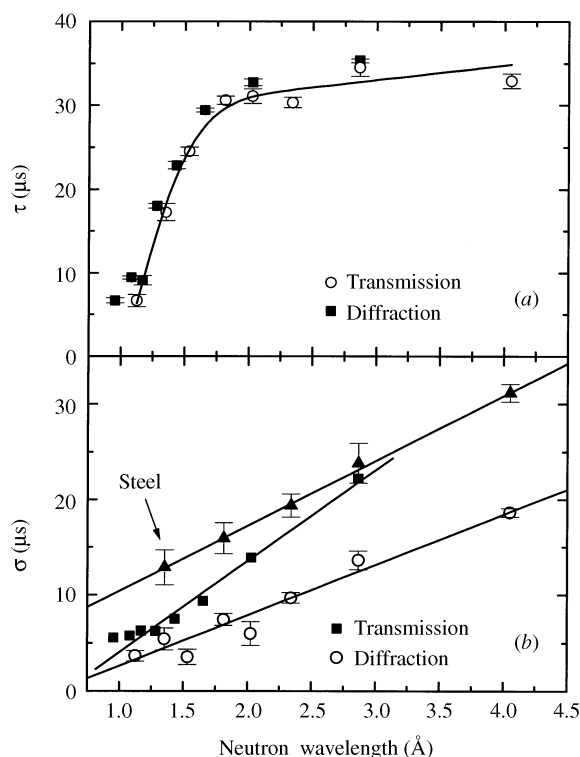 40
30
20
10
0
τ (μs)
Transmission
Diffraction
(a)
30
20
10
0
σ (μs)
Steel
Transmission
Diffraction
(b)
1.0 1.5 2.0 2.5 3.0 3.5 4.0 4.5
Neutron wavelength (Å)